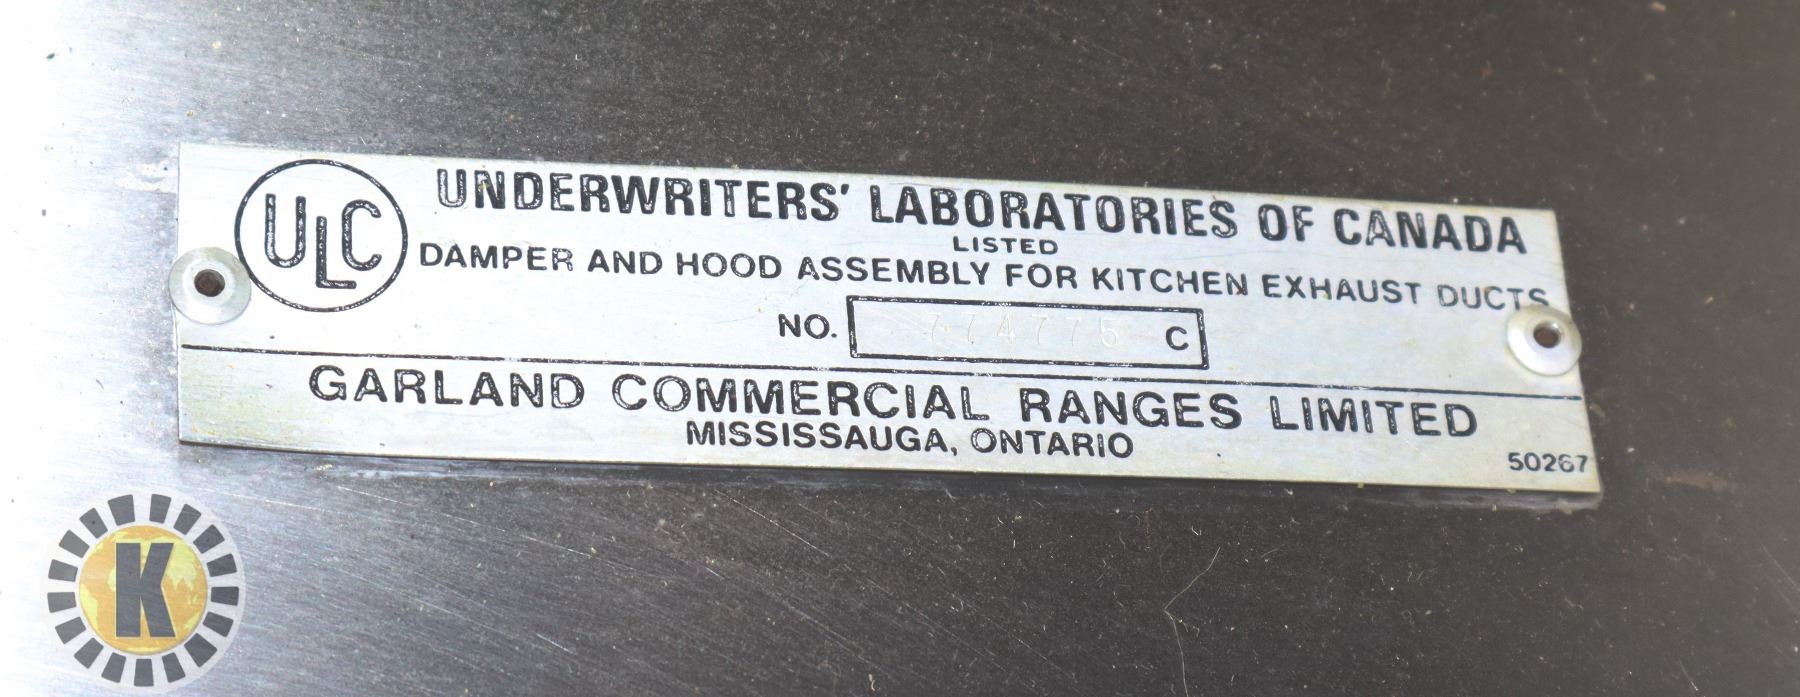 ULC
UNDERWRITERS' LABORATORIES OF CANADA
LISTED
DAMPER AND HOOD ASSEMBLY FOR KITCHEN EXHAUST DUCTS
NO. C
GARLAND COMMERCIAL RANGES LIMITED
MISSISSAUGA, ONTARIO
50267
K